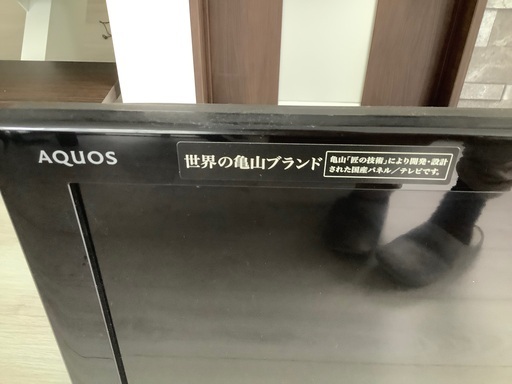 AQUOS
世界の亀山ブランド
亀山「匠の技術」により開発・設計
された国産パネル/テレビです。